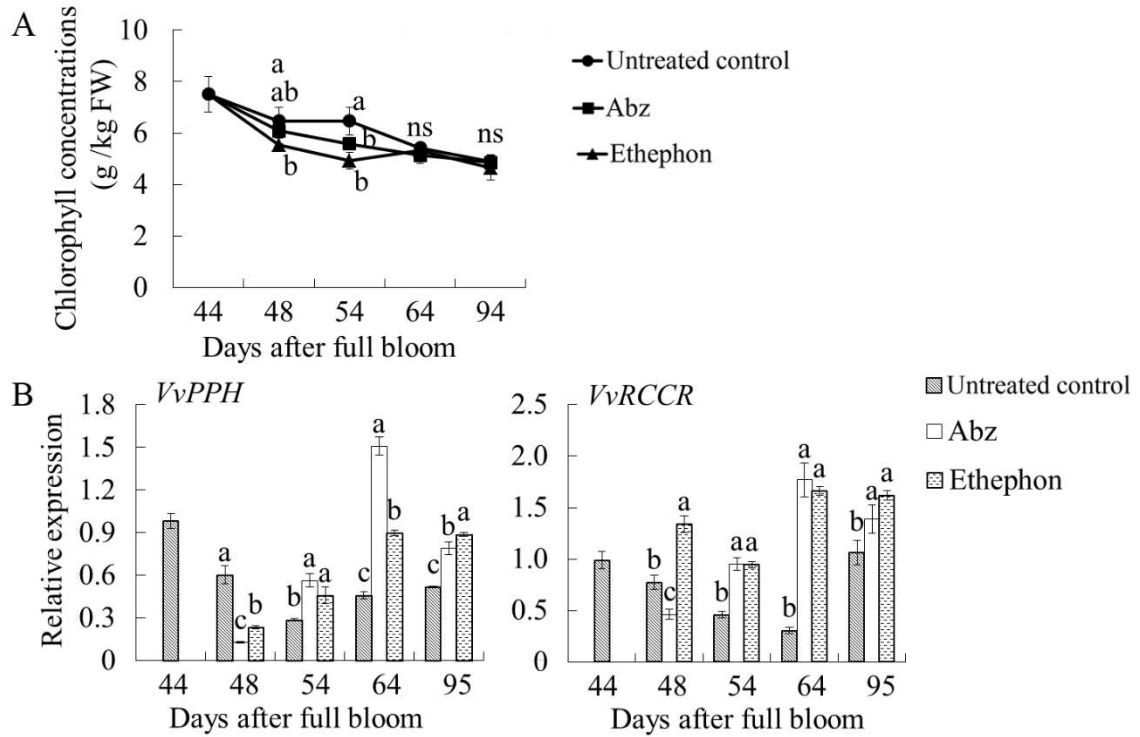 A
Chlorophyll concentrations
(g /kg FW)
10
8
6
4
2
0
a
ab
b
a
b
b
ns
ns
44 48 54 64 94
Days after full bloom
Untreated control
Abz
Ethephon
B
VvPPH
Relative expression
1.8
1.5
1.2
0.9
0.6
0.3
0
a
c
b
b
a
a
c
a
b
c
b
a
44 48 54 64 95
Days after full bloom
VvRCCR
2.5
2.0
1.5
1.0
0.5
0
b
c
a
b
a
a
b
a
a
b
a
a
44 48 54 64 95
Days after full bloom
Untreated control
Abz
Ethephon